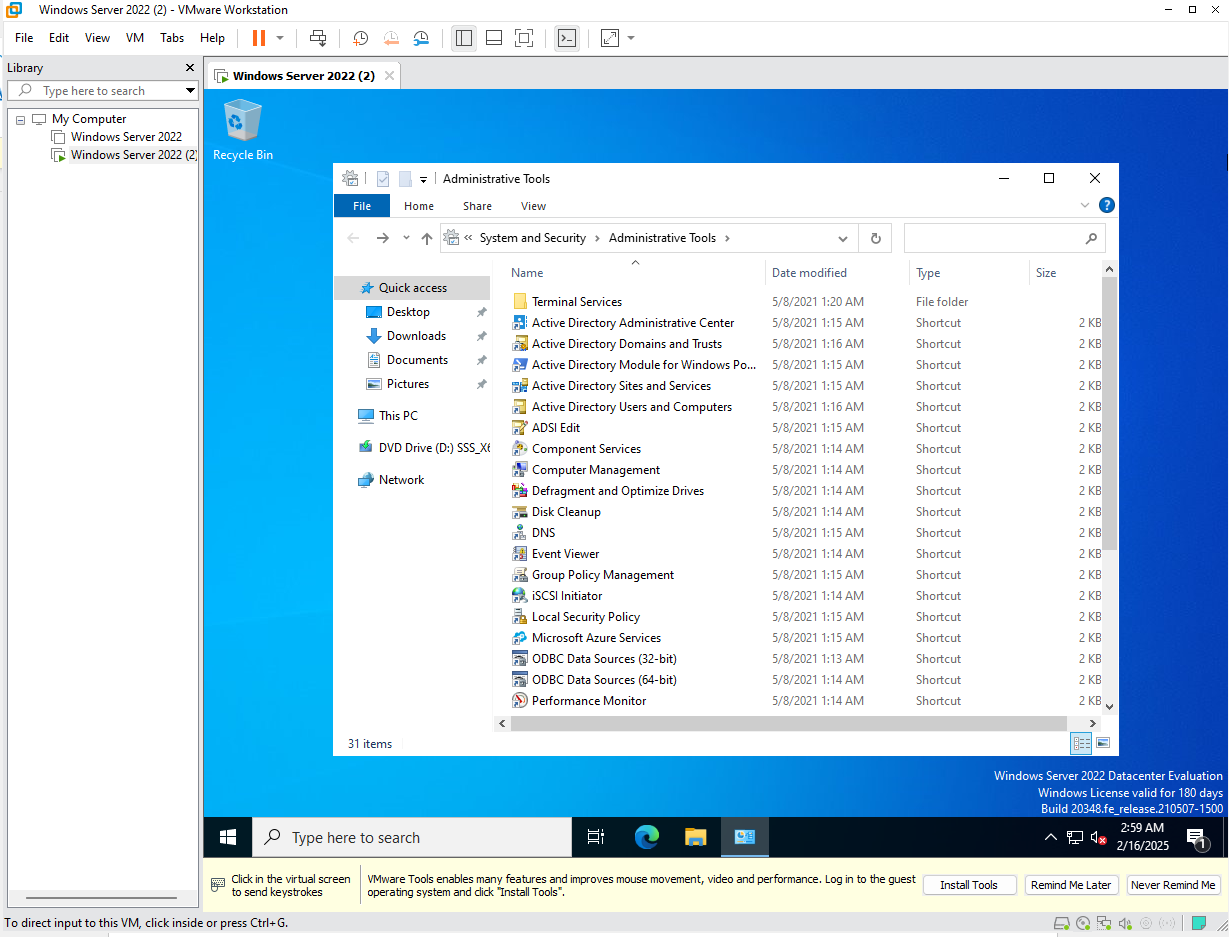 Windows Server 2022 (2) - VMware Workstation
File Edit View VM Tabs Help
Library
Type here to search
My Computer
Windows Server 2022
Windows Server 2022 (2)
Windows Server 2022 (2)
Recycle Bin
Administrative Tools
File Home Share View
« System and Security › Administrative Tools ›
Quick access
Desktop
Downloads
Documents
Pictures
This PC
DVD Drive (D:) SSS_X6
Network
Name Date modified Type Size
Terminal Services 5/8/2021 1:20 AM File folder
Active Directory Administrative Center 5/8/2021 1:15 AM Shortcut 2 KB
Active Directory Domains and Trusts 5/8/2021 1:16 AM Shortcut 2 KB
Active Directory Module for Windows Po... 5/8/2021 1:15 AM Shortcut 2 KB
Active Directory Sites and Services 5/8/2021 1:15 AM Shortcut 2 KB
Active Directory Users and Computers 5/8/2021 1:16 AM Shortcut 2 KB
ADSI Edit 5/8/2021 1:15 AM Shortcut 2 KB
Component Services 5/8/2021 1:14 AM Shortcut 2 KB
Computer Management 5/8/2021 1:14 AM Shortcut 2 KB
Defragment and Optimize Drives 5/8/2021 1:14 AM Shortcut 2 KB
Disk Cleanup 5/8/2021 1:14 AM Shortcut 2 KB
DNS 5/8/2021 1:15 AM Shortcut 2 KB
Event Viewer 5/8/2021 1:14 AM Shortcut 2 KB
Group Policy Management 5/8/2021 1:15 AM Shortcut 2 KB
iSCSI Initiator 5/8/2021 1:14 AM Shortcut 2 KB
Local Security Policy 5/8/2021 1:15 AM Shortcut 2 KB
Microsoft Azure Services 5/8/2021 1:15 AM Shortcut 2 KB
ODBC Data Sources (32-bit) 5/8/2021 1:13 AM Shortcut 2 KB
ODBC Data Sources (64-bit) 5/8/2021 1:14 AM Shortcut 2 KB
Performance Monitor 5/8/2021 1:14 AM Shortcut 2 KB
31 items
Windows Server 2022 Datacenter Evaluation
Windows License valid for 180 days
Build 20348.fe_release.210507-1500
Type here to search
2:59 AM
2/16/2025
1
Click in the virtual screen
to send keystrokes
VMware Tools enables many features and improves mouse movement, video and performance. Log in to the guest
operating system and click "Install Tools".
Install Tools
Remind Me Later
Never Remind Me
To direct input to this VM, click inside or press Ctrl+G.